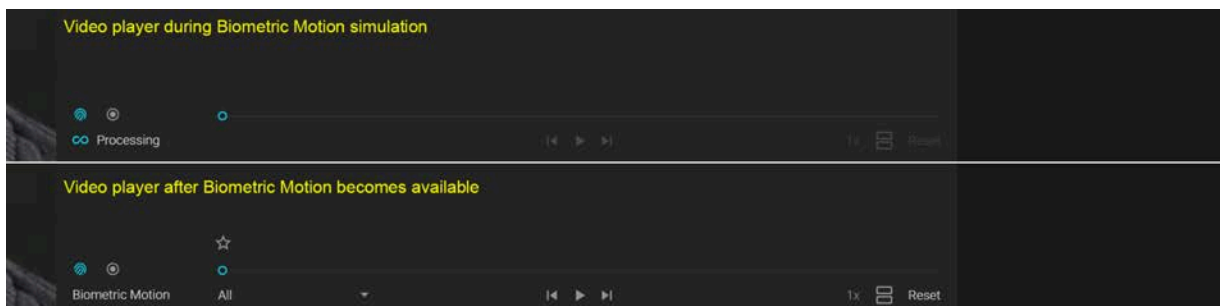 Video player during Biometric Motion simulation
Processing
1x Reset
Video player after Biometric Motion becomes available
Biometric Motion All 1x Reset